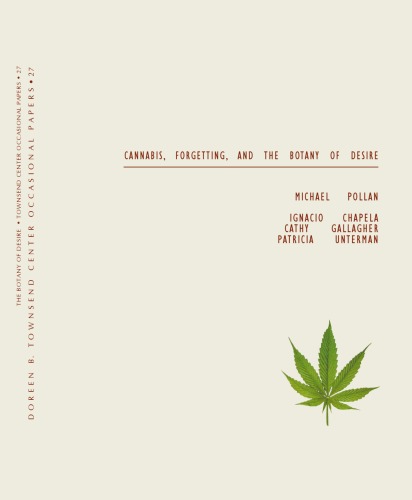 THE BOTANY OF DESIRE • TOWNSEND CENTER OCCASIONAL PAPERS • 27
DOREEN B. TOWNSEND CENTER OCCASIONAL PAPERS • 27
CANNABIS, FORGETTING, AND THE BOTANY OF DESIRE
MICHAEL POLLAN
IGNACIO CHAPELA
CATHY GALLAGHER
PATRICIA UNTERMAN